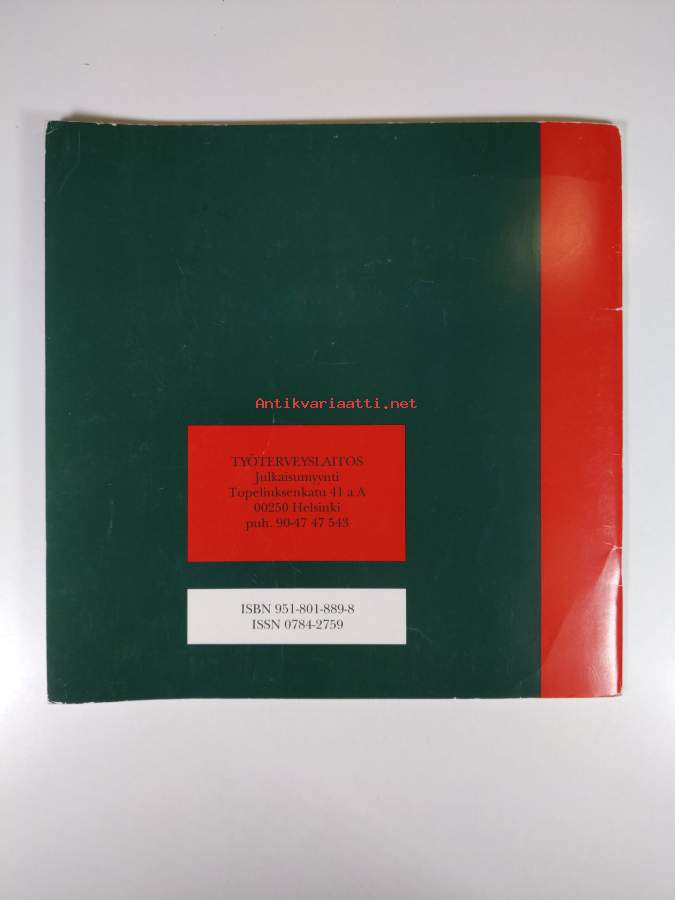 Antikvariaatti.net
TYÖTERVEYSLAITOS
Julkaisumyynti
Topeliuksenkatu 41 a A
00250 Helsinki
puh. 90-47 47 543
ISBN 951-801-889-8
ISSN 0784-2759